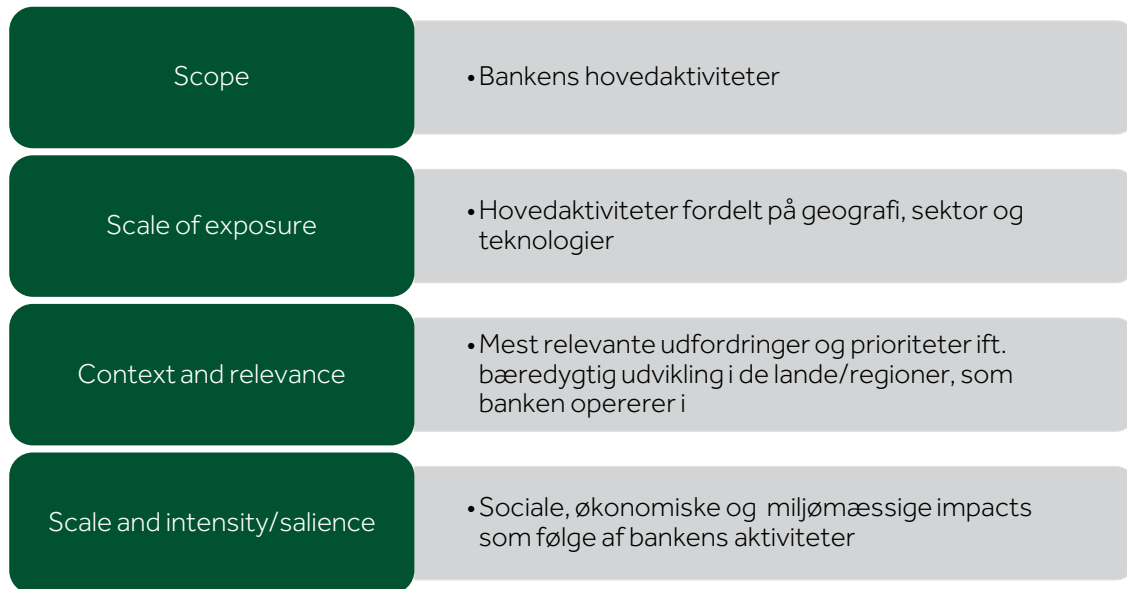 Scope
•Bankens hovedaktiviteter
Scale of exposure
•Hovedaktiviteter fordelt på geografi, sektor og
teknologier
Context and relevance
•Mest relevante udfordringer og prioriteter ift.
bæredygtig udvikling i de lande/regioner, som
banken opererer i
Scale and intensity/salience
•Sociale, økonomiske og miljømæssige impacts
som følge af bankens aktiviteter